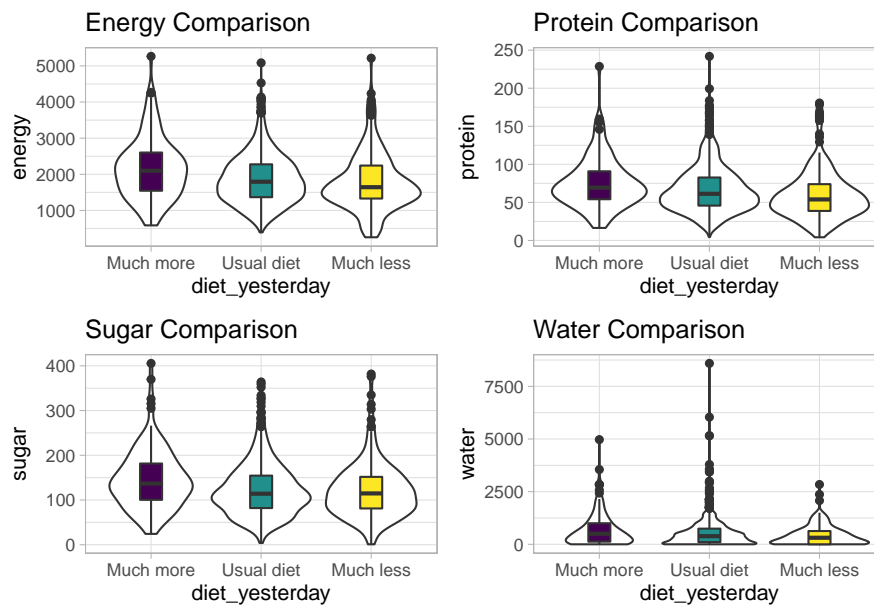 Energy Comparison
energy
5000
4000
3000
2000
1000
Much more Usual diet Much less
diet_yesterday
Protein Comparison
protein
250
200
150
100
50
0
Much more Usual diet Much less
diet_yesterday
Sugar Comparison
sugar
400
300
200
100
0
Much more Usual diet Much less
diet_yesterday
Water Comparison
water
7500
5000
2500
0
Much more Usual diet Much less
diet_yesterday